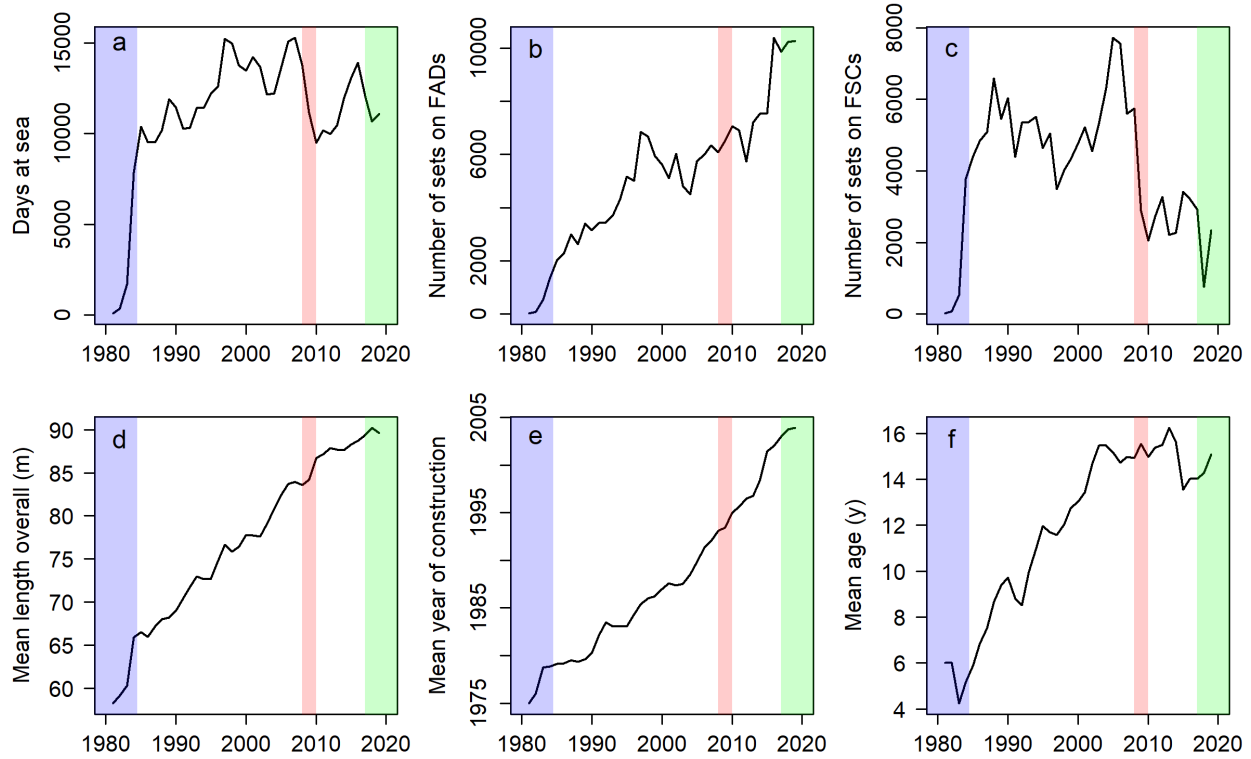 a
Days at sea
0 5000 10000 15000
1980 1990 2000 2010 2020
b
Number of sets on FADs
0 2000 6000 10000
1980 1990 2000 2010 2020
c
Number of sets on FSCs
0 2000 4000 6000 8000
1980 1990 2000 2010 2020
d
Mean length overall (m)
60 65 70 75 80 85 90
1980 1990 2000 2010 2020
e
Mean year of construction
1975 1985 1995 2005
1980 1990 2000 2010 2020
f
Mean age (y)
4 6 8 10 12 14 16
1980 1990 2000 2010 2020